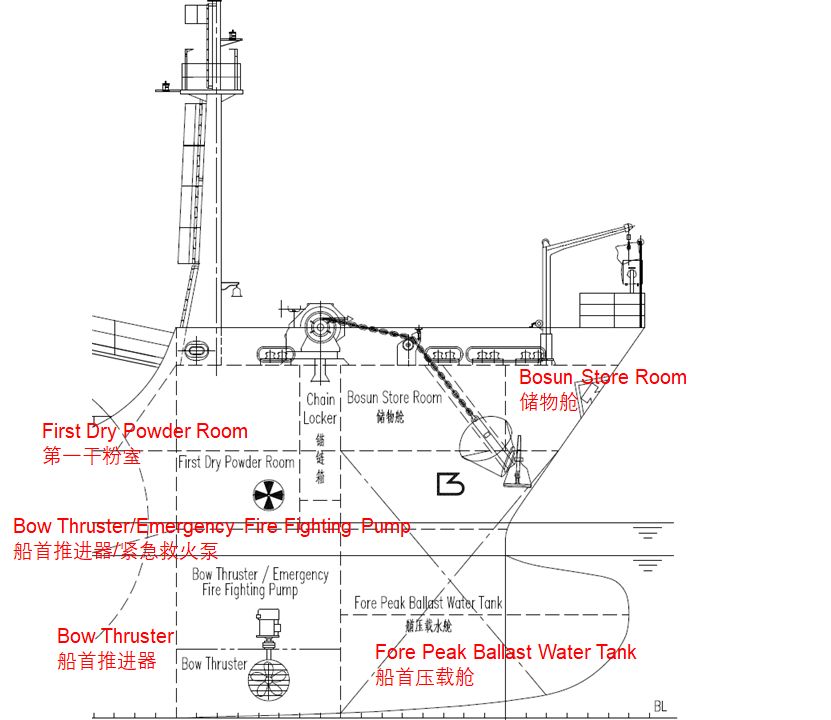 Bosun Store Room
储物舱
Chain
Locker
锚
链
箱
Bosun Store Room
储物舱
First Dry Powder Room
第一干粉室
First Dry Powder Room
Bow Thruster/Emergency Fire Fighting Pump
船首推进器/紧急救火泵
Bow Thruster / Emergency
Fire Fighting Pump
Fore Peak Ballast Water Tank
艏压载水舱
Bow Thruster
船首推进器
Bow Thruster
Fore Peak Ballast Water Tank
船首压载舱
BL